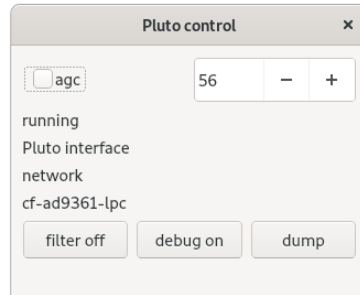 Pluto control ×
agc 56 − +
running
Pluto interface
network
cf-ad9361-lpc
filter off debug on dump